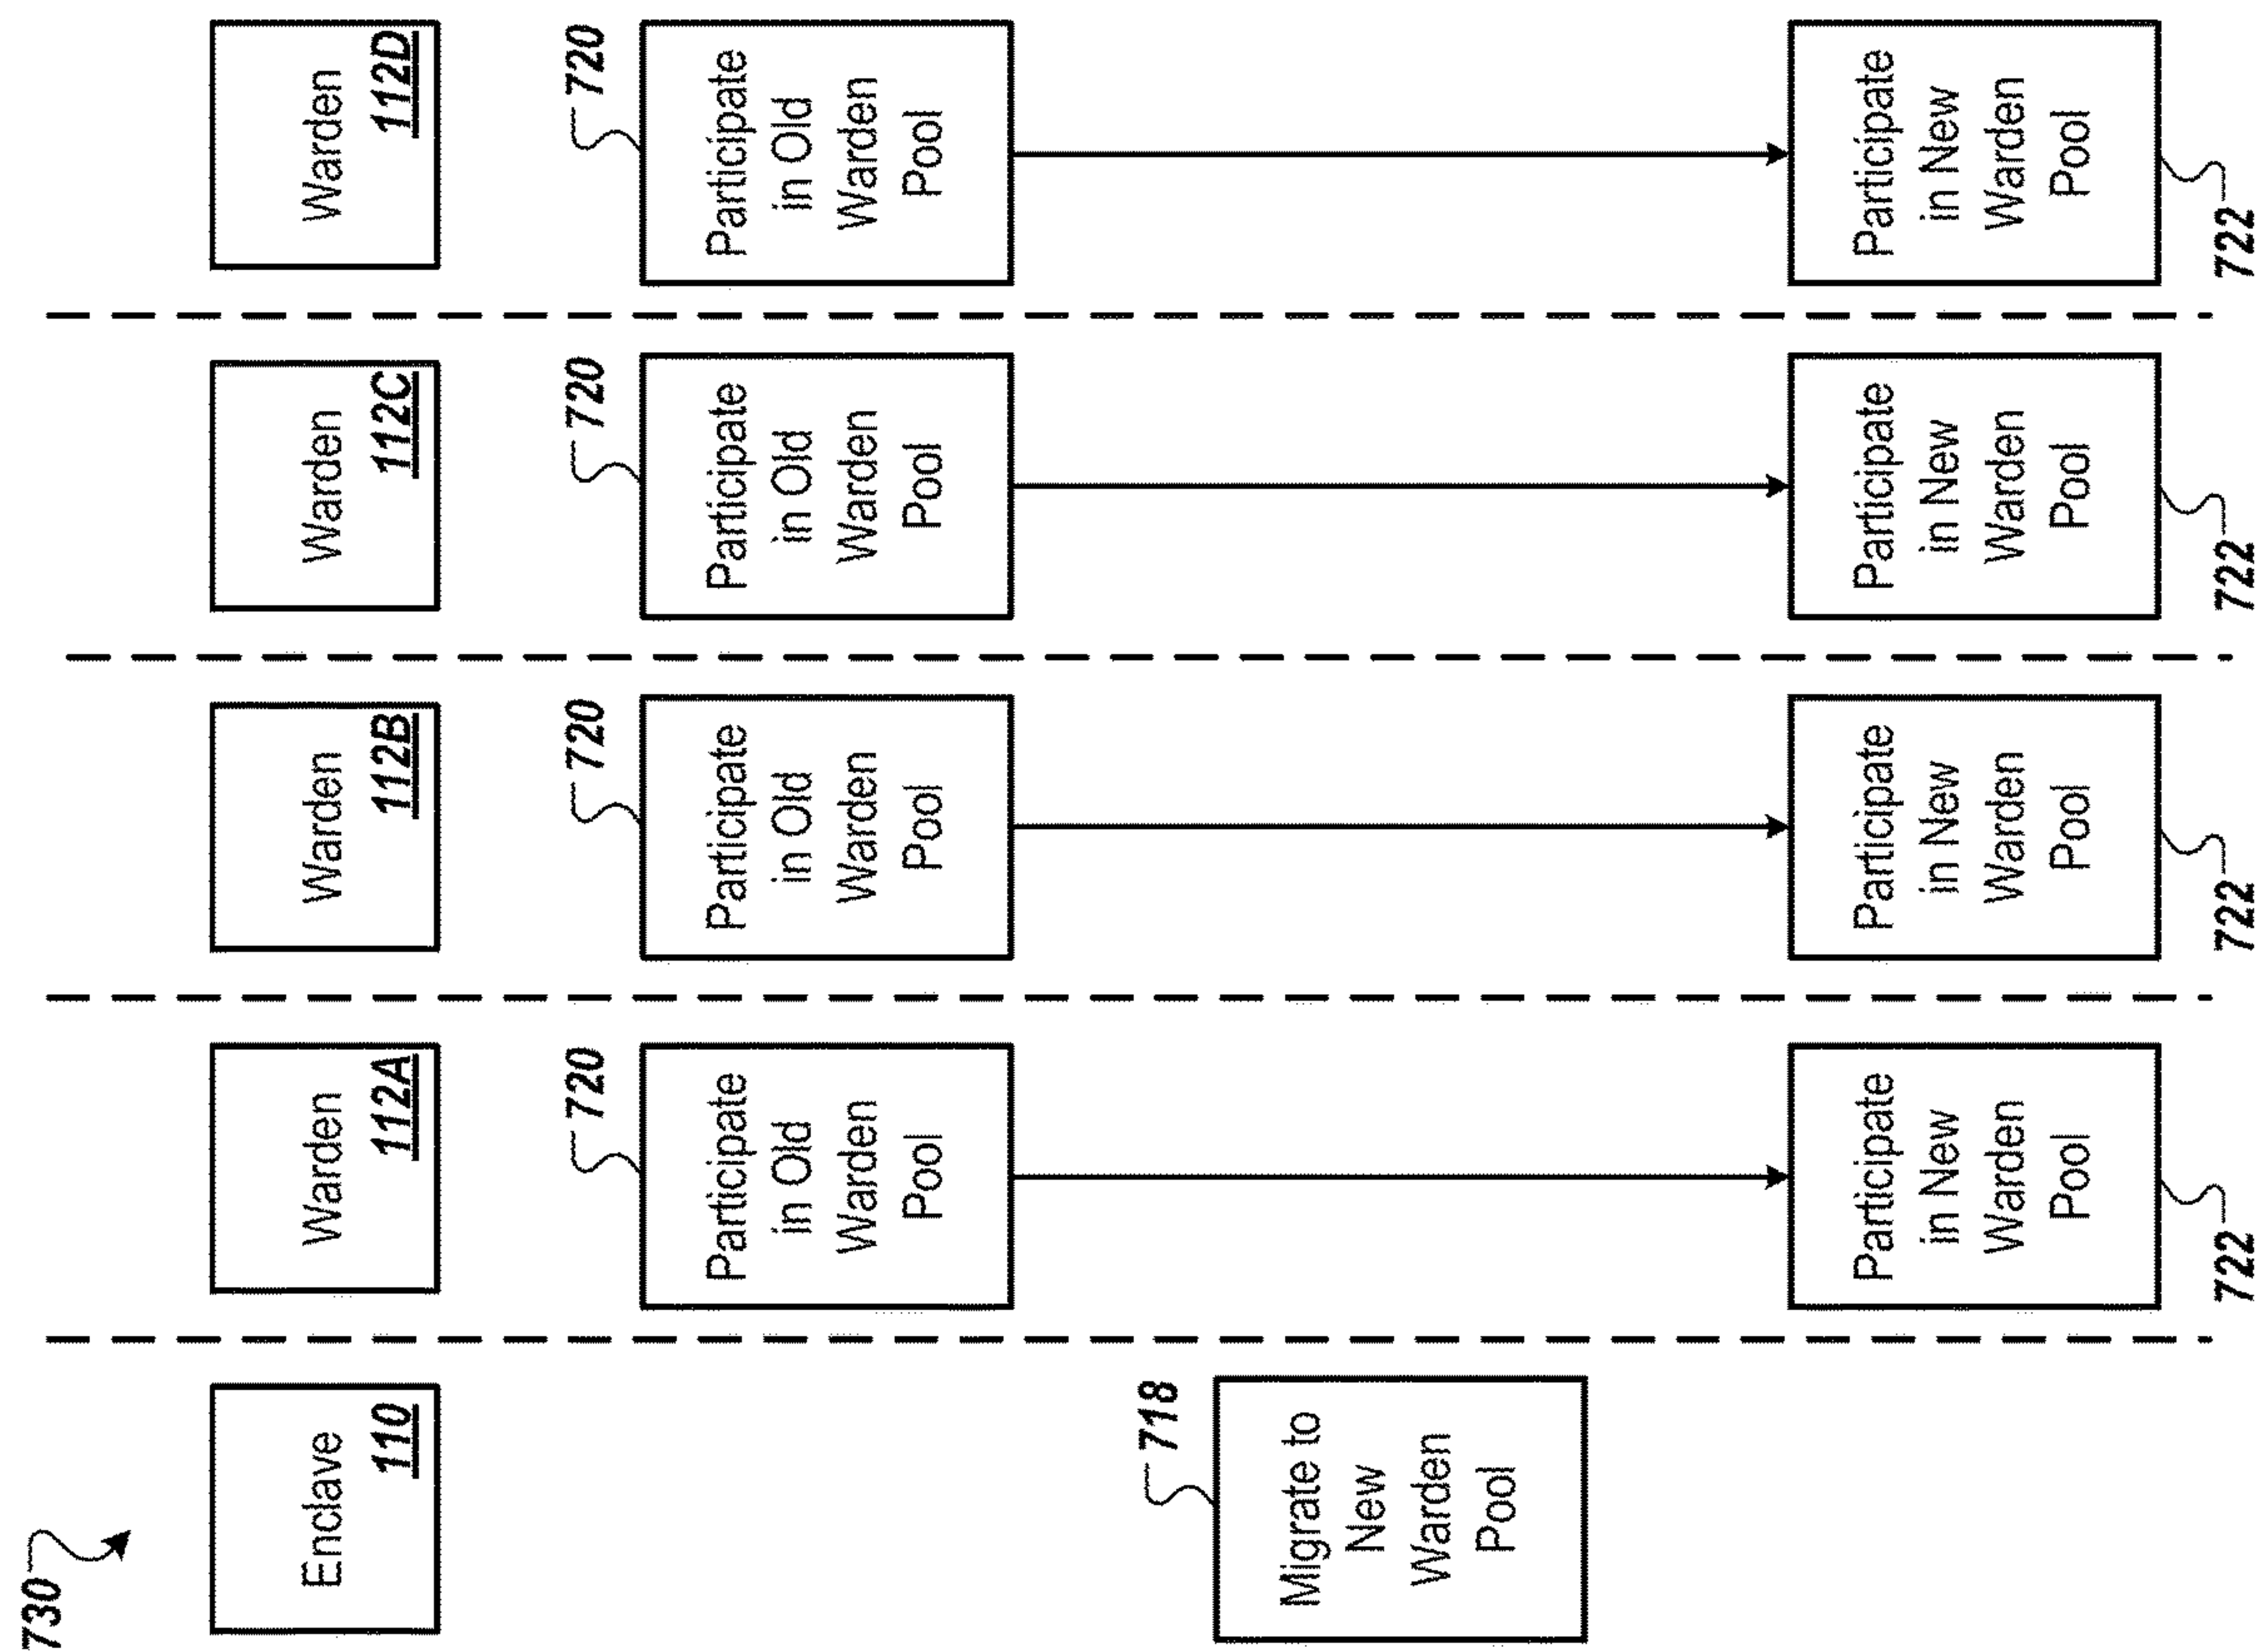 730
Enclave
110
Warden
112A
Warden
112B
Warden
112C
Warden
112D
720
Participate
in Old
Warden
Pool
720
Participate
in Old
Warden
Pool
720
Participate
in Old
Warden
Pool
720
Participate
in Old
Warden
Pool
718
Migrate to
New
Warden
Pool
Participate
in New
Warden
Pool
722
Participate
in New
Warden
Pool
722
Participate
in New
Warden
Pool
722
Participate
in New
Warden
Pool
722